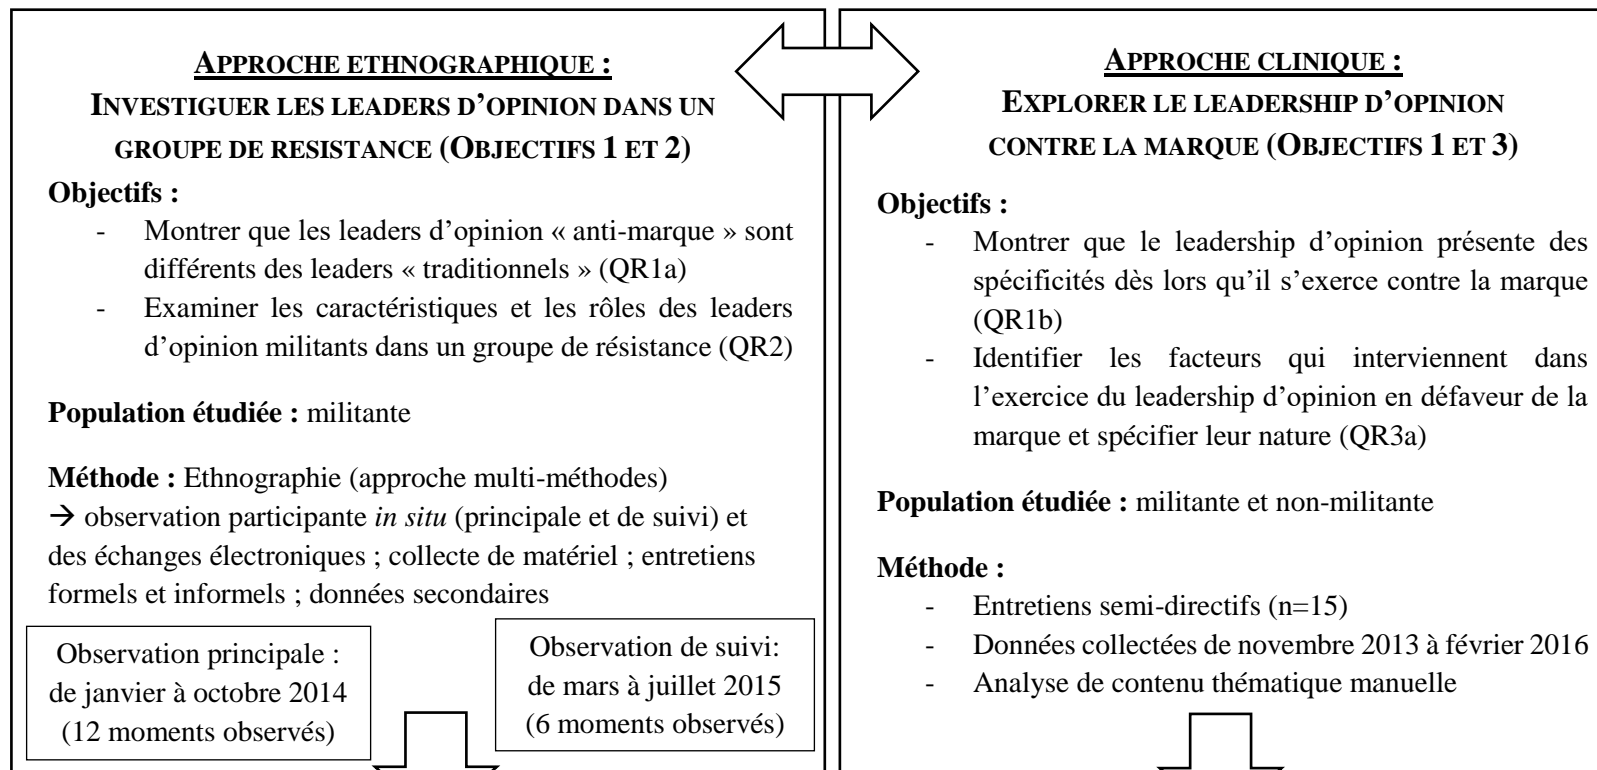 APPROCHE ETHNOGRAPHIQUE :
INVESTIGUER LES LEADERS D’OPINION DANS UN
GROUPE DE RESISTANCE (OBJECTIFS 1 ET 2)
Objectifs :
- Montrer que les leaders d’opinion « anti-marque » sont
différents des leaders « traditionnels » (QR1a)
- Examiner les caractéristiques et les rôles des leaders
d’opinion militants dans un groupe de résistance (QR2)
Population étudiée : militante
Méthode : Ethnographie (approche multi-méthodes)
→ observation participante in situ (principale et de suivi) et
des échanges électroniques ; collecte de matériel ; entretiens
formels et informels ; données secondaires
Observation principale :
de janvier à octobre 2014
(12 moments observés)
Observation de suivi:
de mars à juillet 2015
(6 moments observés)
APPROCHE CLINIQUE :
EXPLORER LE LEADERSHIP D’OPINION
CONTRE LA MARQUE (OBJECTIFS 1 ET 3)
Objectifs :
- Montrer que le leadership d’opinion présente des
spécificités dès lors qu’il s’exerce contre la marque
(QR1b)
- Identifier les facteurs qui interviennent dans
l’exercice du leadership d’opinion en défaveur de la
marque et spécifier leur nature (QR3a)
Population étudiée : militante et non-militante
Méthode :
- Entretiens semi-directifs (n=15)
- Données collectées de novembre 2013 à février 2016
- Analyse de contenu thématique manuelle